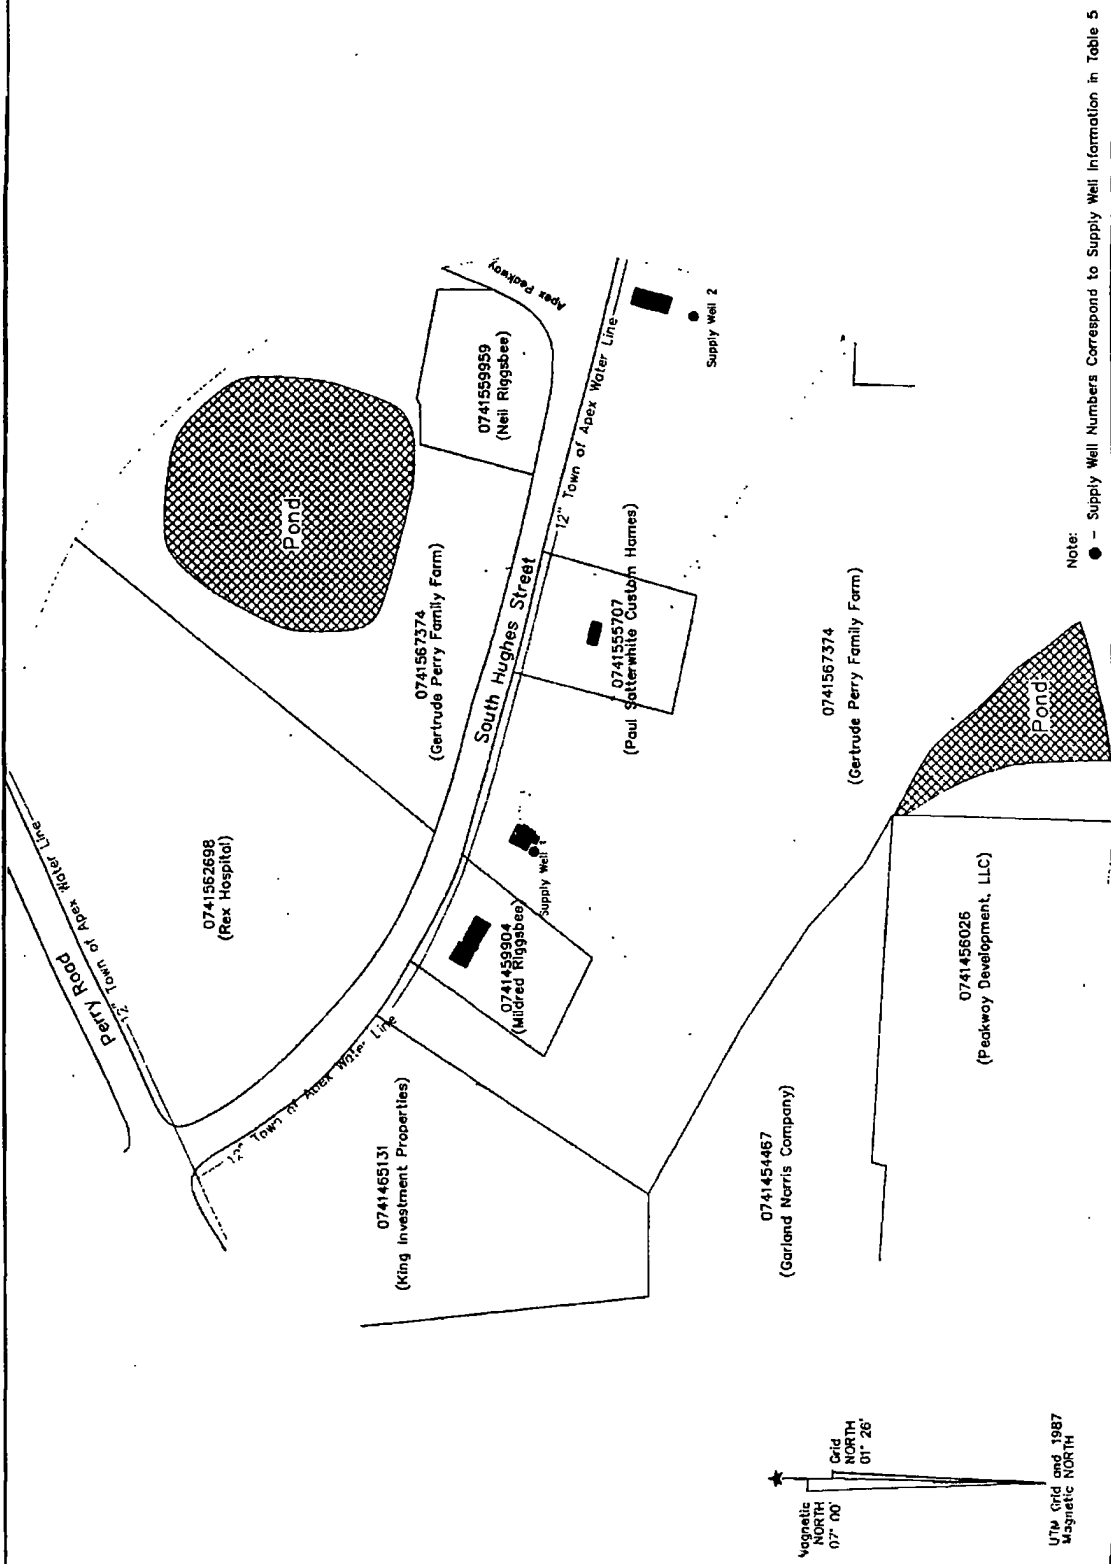 Perry Road
12" Town of Apex Water Line
0741562698
(Rex Hospital)
Pond
0741567374
(Gertrude Perry Family Farm)
0741559959
(Neil Riggsbee)
Apex Peakway
South Hughes Street
12" Town of Apex Water Line
12" Town of Apex Water Line
0741465131
(King Investment Properties)
0741459904
(Mildred Riggsbee)
Supply Well 1
0741555707
(Paul Satterwhite Custom Homes)
Supply Well 2
0741454467
(Garland Norris Company)
0741567374
(Gertrude Perry Family Farm)
0741456026
(Peakway Development, LLC)
Pond
Magnetic
NORTH
07° 00'
Grid
NORTH
01° 26'
UTM Grid and 1987
Magnetic NORTH
Note:
● - Supply Well Numbers Correspond to Supply Well Information in Table 5